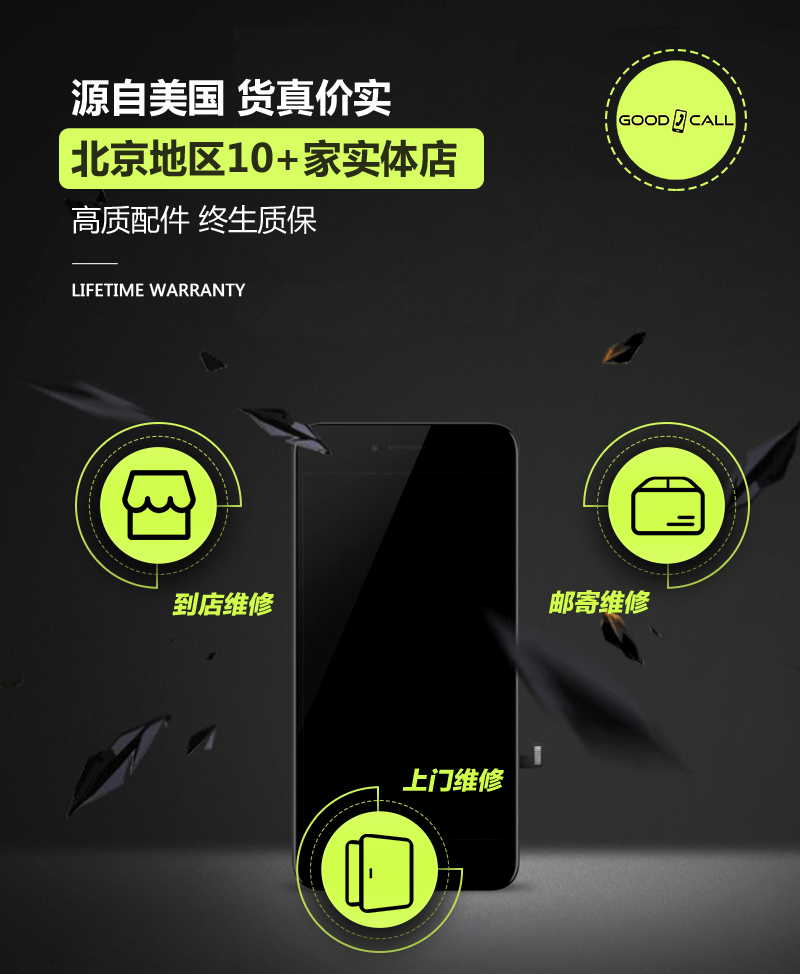 源自美国 货真价实
GOOD CALL
北京地区10+家实体店
高质配件 终生质保
LIFETIME WARRANTY
到店维修
邮寄维修
上门维修